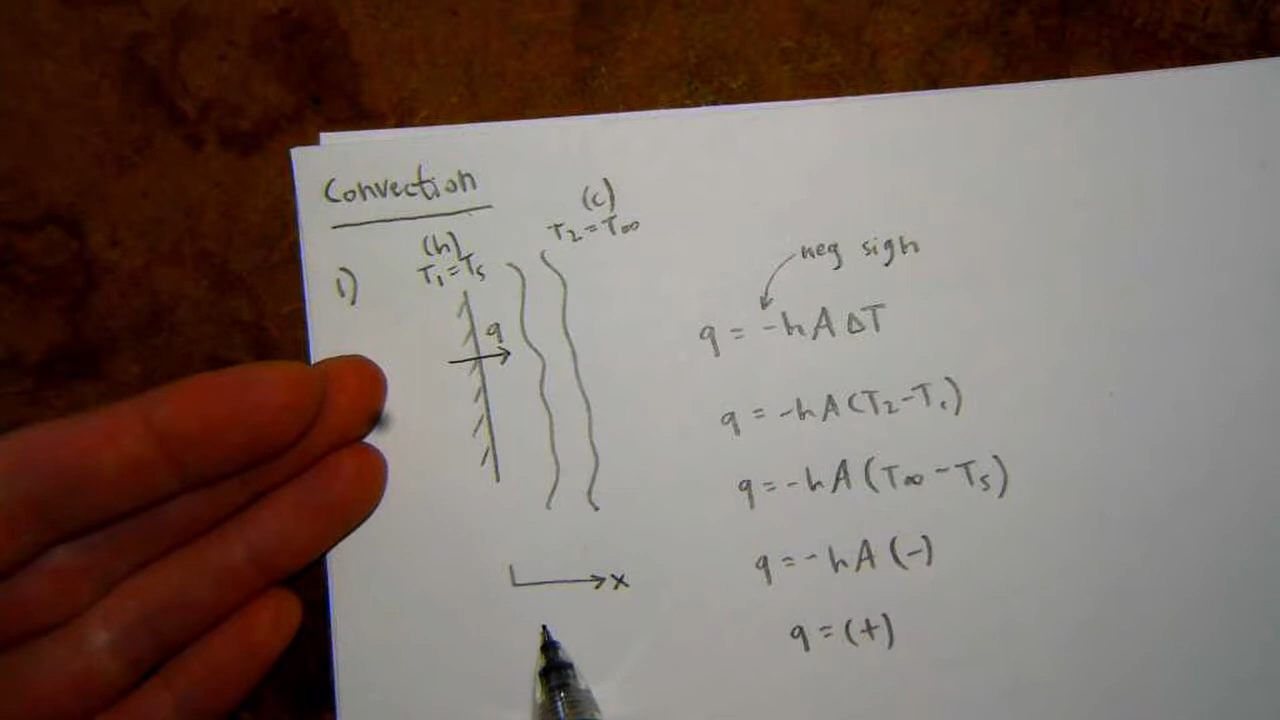 Convection
(h)
(c)
1)
T₁=Tₛ
T₂=T∞
q
x
neg sign
q = -hAΔT
q = -hA(T₂-T₁)
q = -hA(T∞-Tₛ)
q = -hA(-)
q = (+)